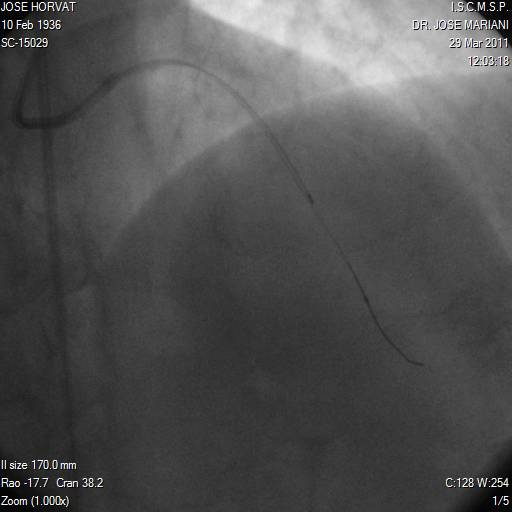 JOSE HORVAT
10 Feb 1936
SC-15029
I.S.C.M.S.P.
DR. JOSE MARIANI
29 Mar 2011
12:03:18
II size 170.0 mm
Rao -17.7 Cran 38.2
Zoom (1.000x)
C:128 W:254
1/5